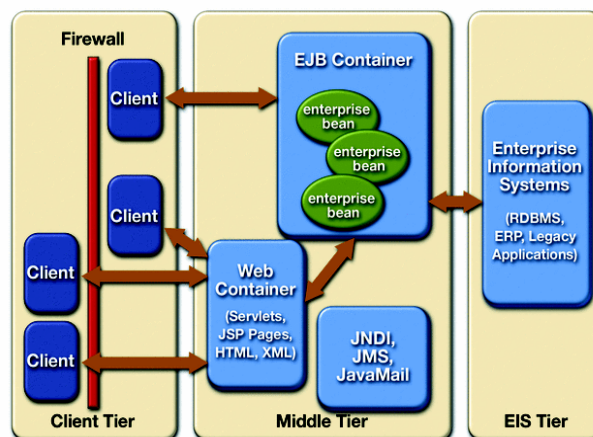 Firewall
Client
Client
Client
Client
Client Tier
EJB Container
enterprise
bean
enterprise
bean
enterprise
bean
Web
Container
(Servlets,
JSP Pages,
HTML, XML)
JNDI,
JMS,
JavaMail
Middle Tier
Enterprise
Information
Systems
(RDBMS,
ERP, Legacy
Applications)
EIS Tier